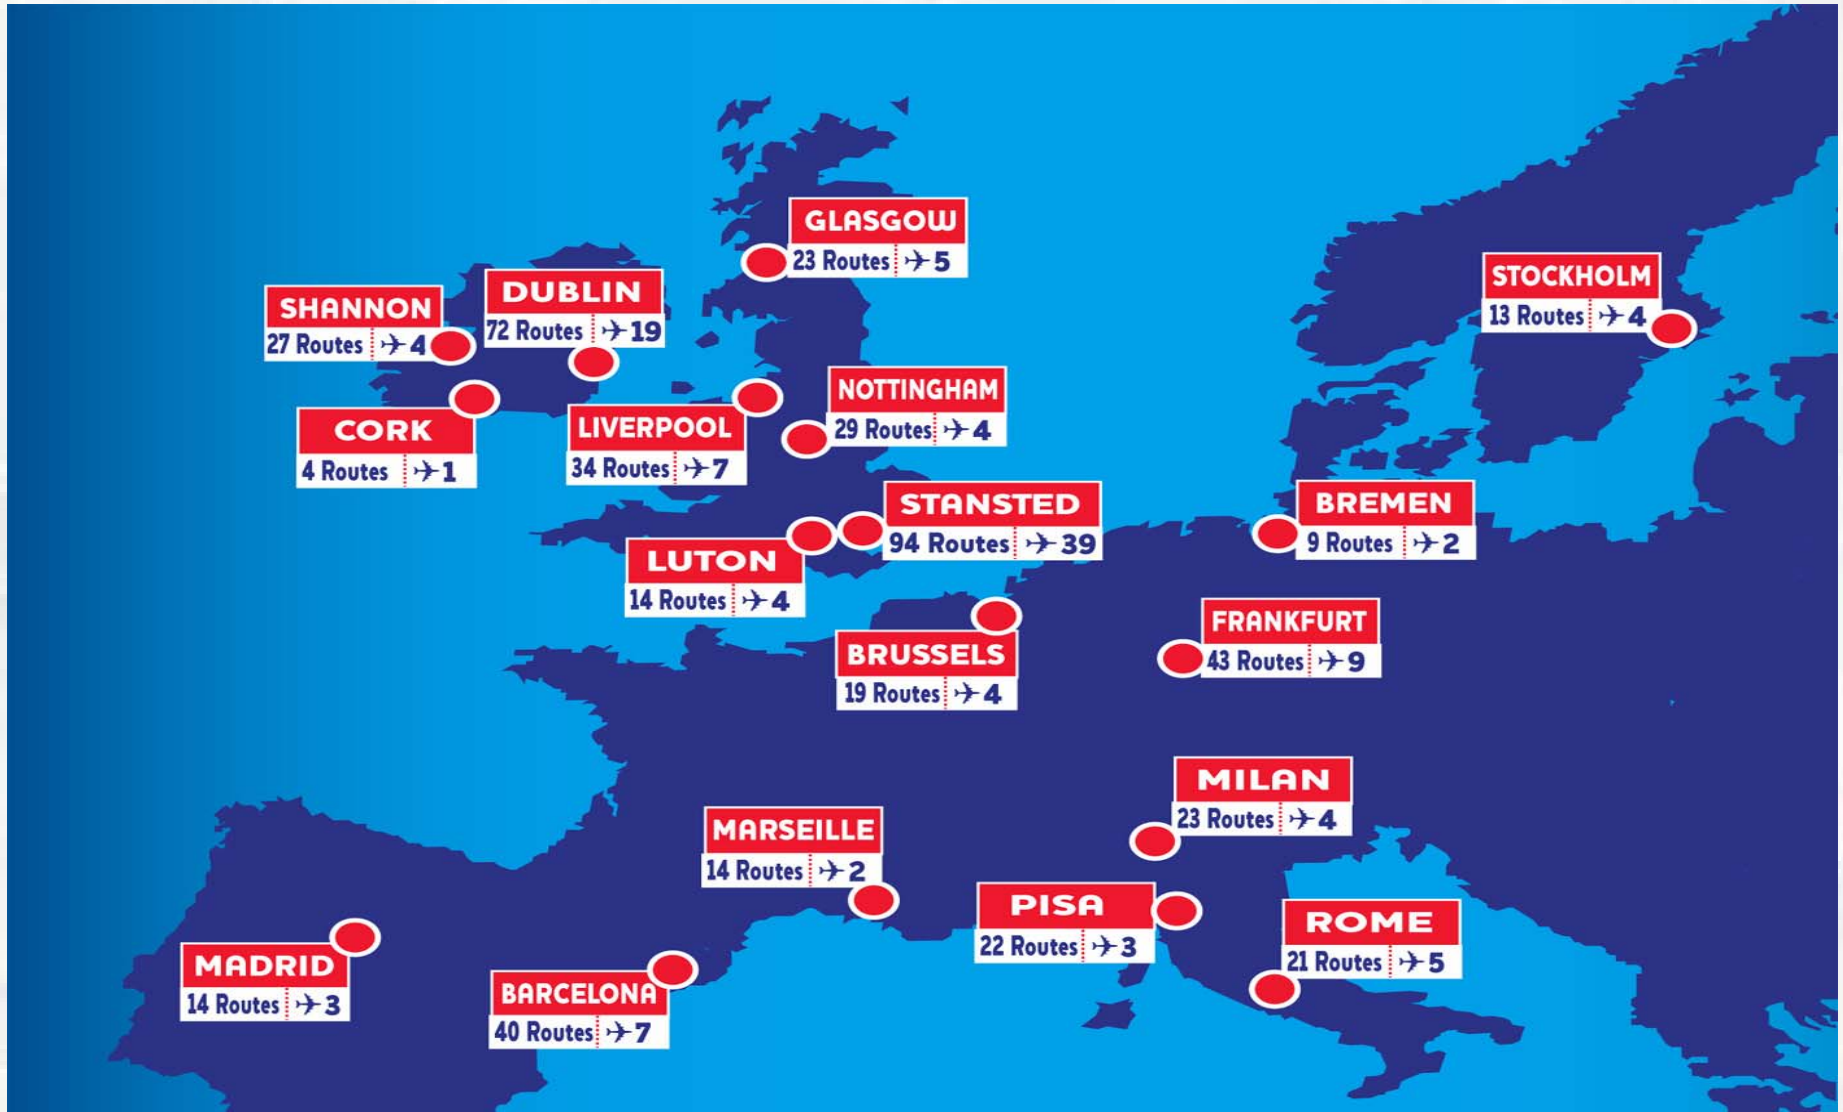 GLASGOW
23 Routes 5
STOCKHOLM
13 Routes 4
SHANNON
27 Routes 4
DUBLIN
72 Routes 19
NOTTINGHAM
29 Routes 4
CORK
4 Routes 1
LIVERPOOL
34 Routes 7
STANSTED
94 Routes 39
BREMEN
9 Routes 2
LUTON
14 Routes 4
BRUSSELS
19 Routes 4
FRANKFURT
43 Routes 9
MILAN
23 Routes 4
MARSEILLE
14 Routes 2
PISA
22 Routes 3
ROME
21 Routes 5
MADRID
14 Routes 3
BARCELONA
40 Routes 7